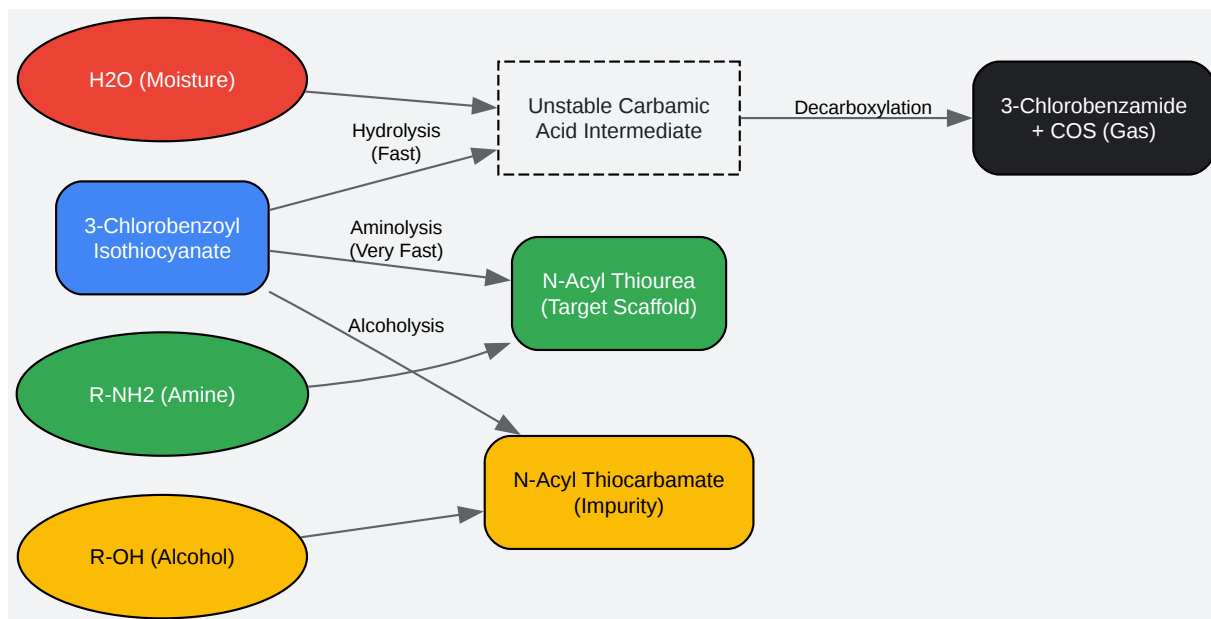 H2O (Moisture)
Unstable Carbamic
Acid Intermediate
Decarboxylation
3-Chlorobenzamide
+ COS (Gas)
Hydrolysis
(Fast)
3-Chlorobenzoyl
Isothiocyanate
Aminolysis
(Very Fast)
N-Acyl Thiourea
(Target Scaffold)
Alcoholysis
R-NH2 (Amine)
N-Acyl Thiocarbamate
(Impurity)
R-OH (Alcohol)